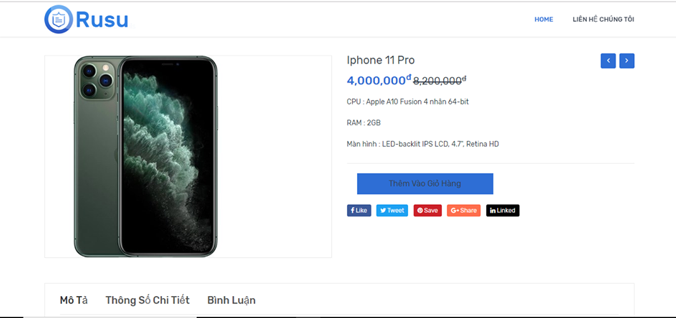 Rusu
HOME LIÊN HỆ CHÚNG TÔI
Iphone 11 Pro
4,000,000đ 8,200,000đ
CPU : Apple A10 Fusion 4 nhân 64-bit
RAM : 2GB
Màn hình : LED-backlit IPS LCD, 4.7", Retina HD
Thêm Vào Giỏ Hàng
Like Tweet Save Share Linked
Mô Tả Thông Số Chi Tiết Bình Luận